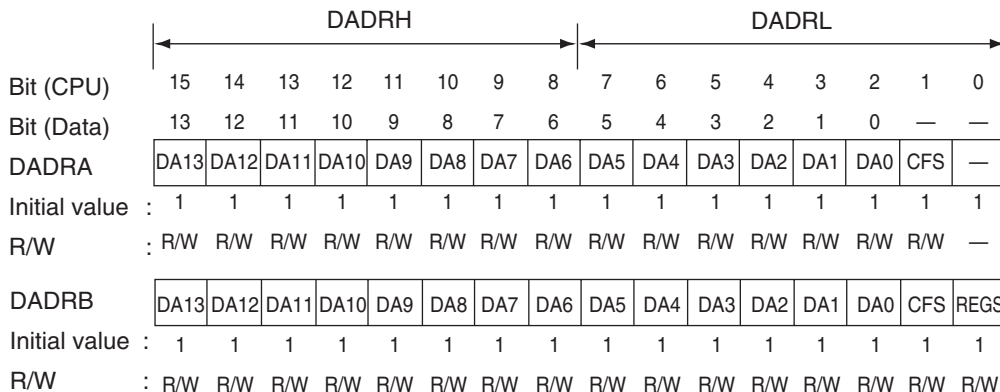 DADRH DADRL
Bit (CPU) 15 14 13 12 11 10 9 8 7 6 5 4 3 2 1 0
Bit (Data) 13 12 11 10 9 8 7 6 5 4 3 2 1 0 — —
DADRA DA13 DA12 DA11 DA10 DA9 DA8 DA7 DA6 DA5 DA4 DA3 DA2 DA1 DA0 CFS —
Initial value : 1 1 1 1 1 1 1 1 1 1 1 1 1 1 1 1
R/W : R/W R/W R/W R/W R/W R/W R/W R/W R/W R/W R/W R/W R/W R/W R/W —
DADRB DA13 DA12 DA11 DA10 DA9 DA8 DA7 DA6 DA5 DA4 DA3 DA2 DA1 DA0 CFS REGS
Initial value : 1 1 1 1 1 1 1 1 1 1 1 1 1 1 1 1
R/W : R/W R/W R/W R/W R/W R/W R/W R/W R/W R/W R/W R/W R/W R/W R/W R/W